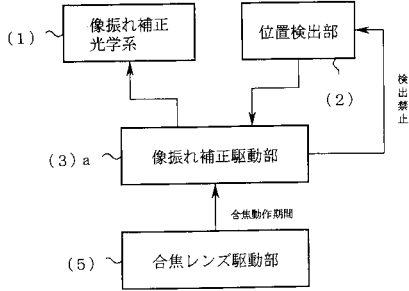 (1)
像振れ補正
光学系
位置検出部
(2)
検出禁止
(3)a
像振れ補正駆動部
合焦動作期間
(5)
合焦レンズ駆動部